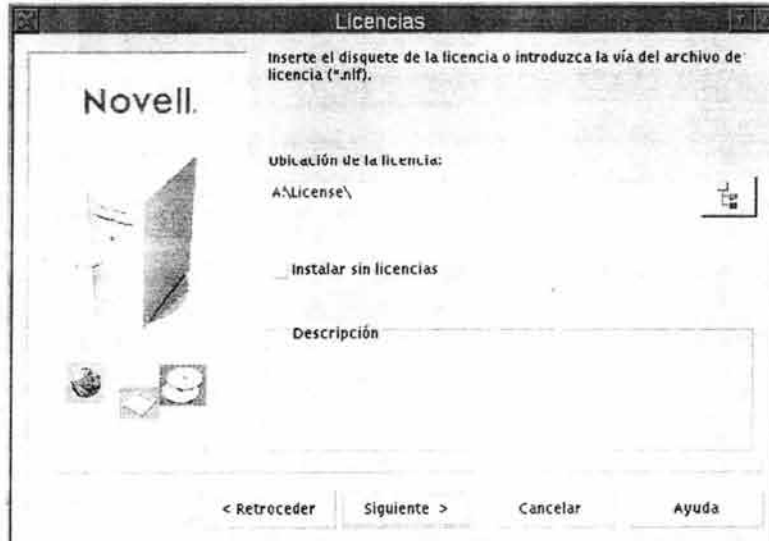 Licencias
Inserte el disquete de la licencia o introduzca la vía del archivo de
licencia (*.nlf).
Novell.
Ubicación de la licencia:
A:\License\
Instalar sin licencias
Descripción
< Retroceder
Siguiente >
Cancelar
Ayuda